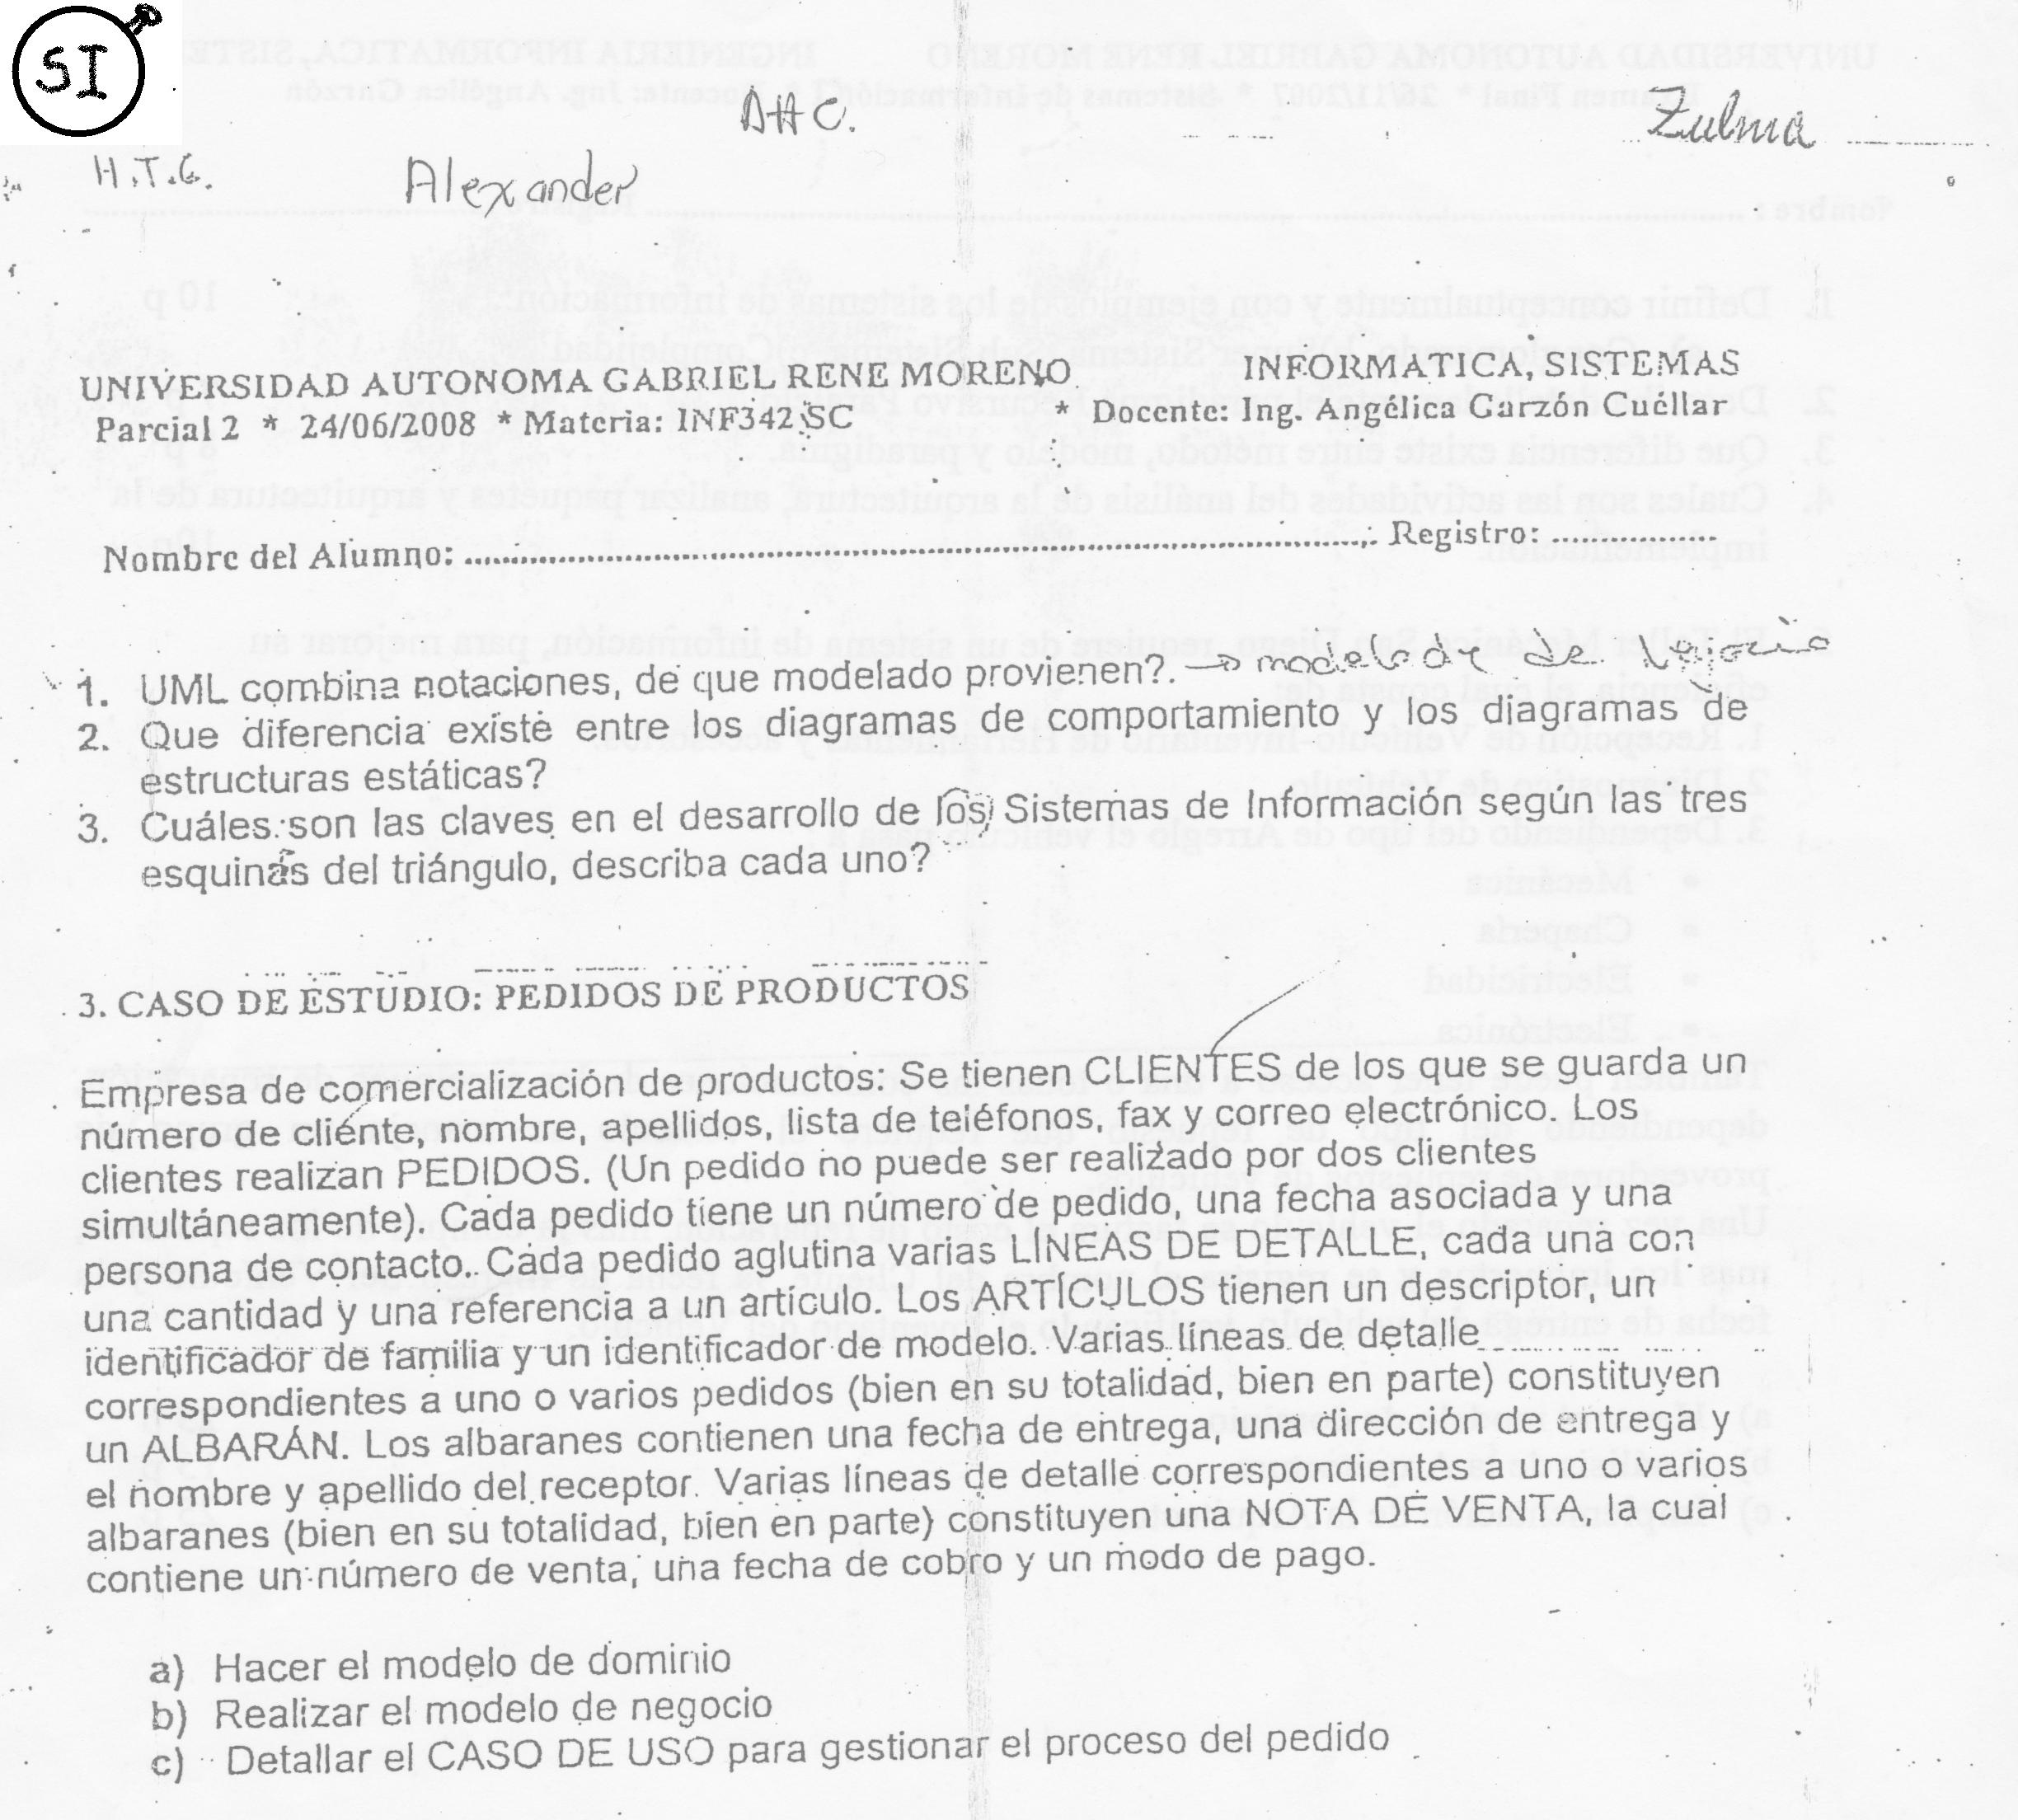 SI
AHC.
Zulma
H.T.G.
Alexander
UNIVERSIDAD AUTONOMA GABRIEL RENE MORENO INFORMATICA, SISTEMAS
Parcial 2 * 24/06/2008 * Materia: INF342 SC * Docente: Ing. Angélica Garzón Cuéllar
Nombre del Alumno: ........................................ Registro: .................
1. UML combina notaciones, de que modelado provienen?. → modelado de Negocio
2. Que diferencia existe entre los diagramas de comportamiento y los diagramas de
estructuras estáticas?
3. Cuáles son las claves en el desarrollo de los Sistemas de Información según las tres
esquinas del triángulo, describa cada uno?
3. CASO DE ESTUDIO: PEDIDOS DE PRODUCTOS
Empresa de comercialización de productos: Se tienen CLIENTES de los que se guarda un
número de cliente, nombre, apellidos, lista de teléfonos, fax y correo electrónico. Los
clientes realizan PEDIDOS. (Un pedido no puede ser realizado por dos clientes
simultáneamente). Cada pedido tiene un número de pedido, una fecha asociada y una
persona de contacto. Cada pedido aglutina varias LÍNEAS DE DETALLE, cada una con
una cantidad y una referencia a un artículo. Los ARTÍCULOS tienen un descriptor, un
identificador de familia y un identificador de modelo. Varias líneas de detalle
correspondientes a uno o varios pedidos (bien en su totalidad, bien en parte) constituyen
un ALBARÁN. Los albaranes contienen una fecha de entrega, una dirección de entrega y
el nombre y apellido del receptor. Varias líneas de detalle correspondientes a uno o varios
albaranes (bien en su totalidad, bien en parte) constituyen una NOTA DE VENTA, la cual
contiene un número de venta, una fecha de cobro y un modo de pago.
a) Hacer el modelo de dominio
b) Realizar el modelo de negocio
c) Detallar el CASO DE USO para gestionar el proceso del pedido